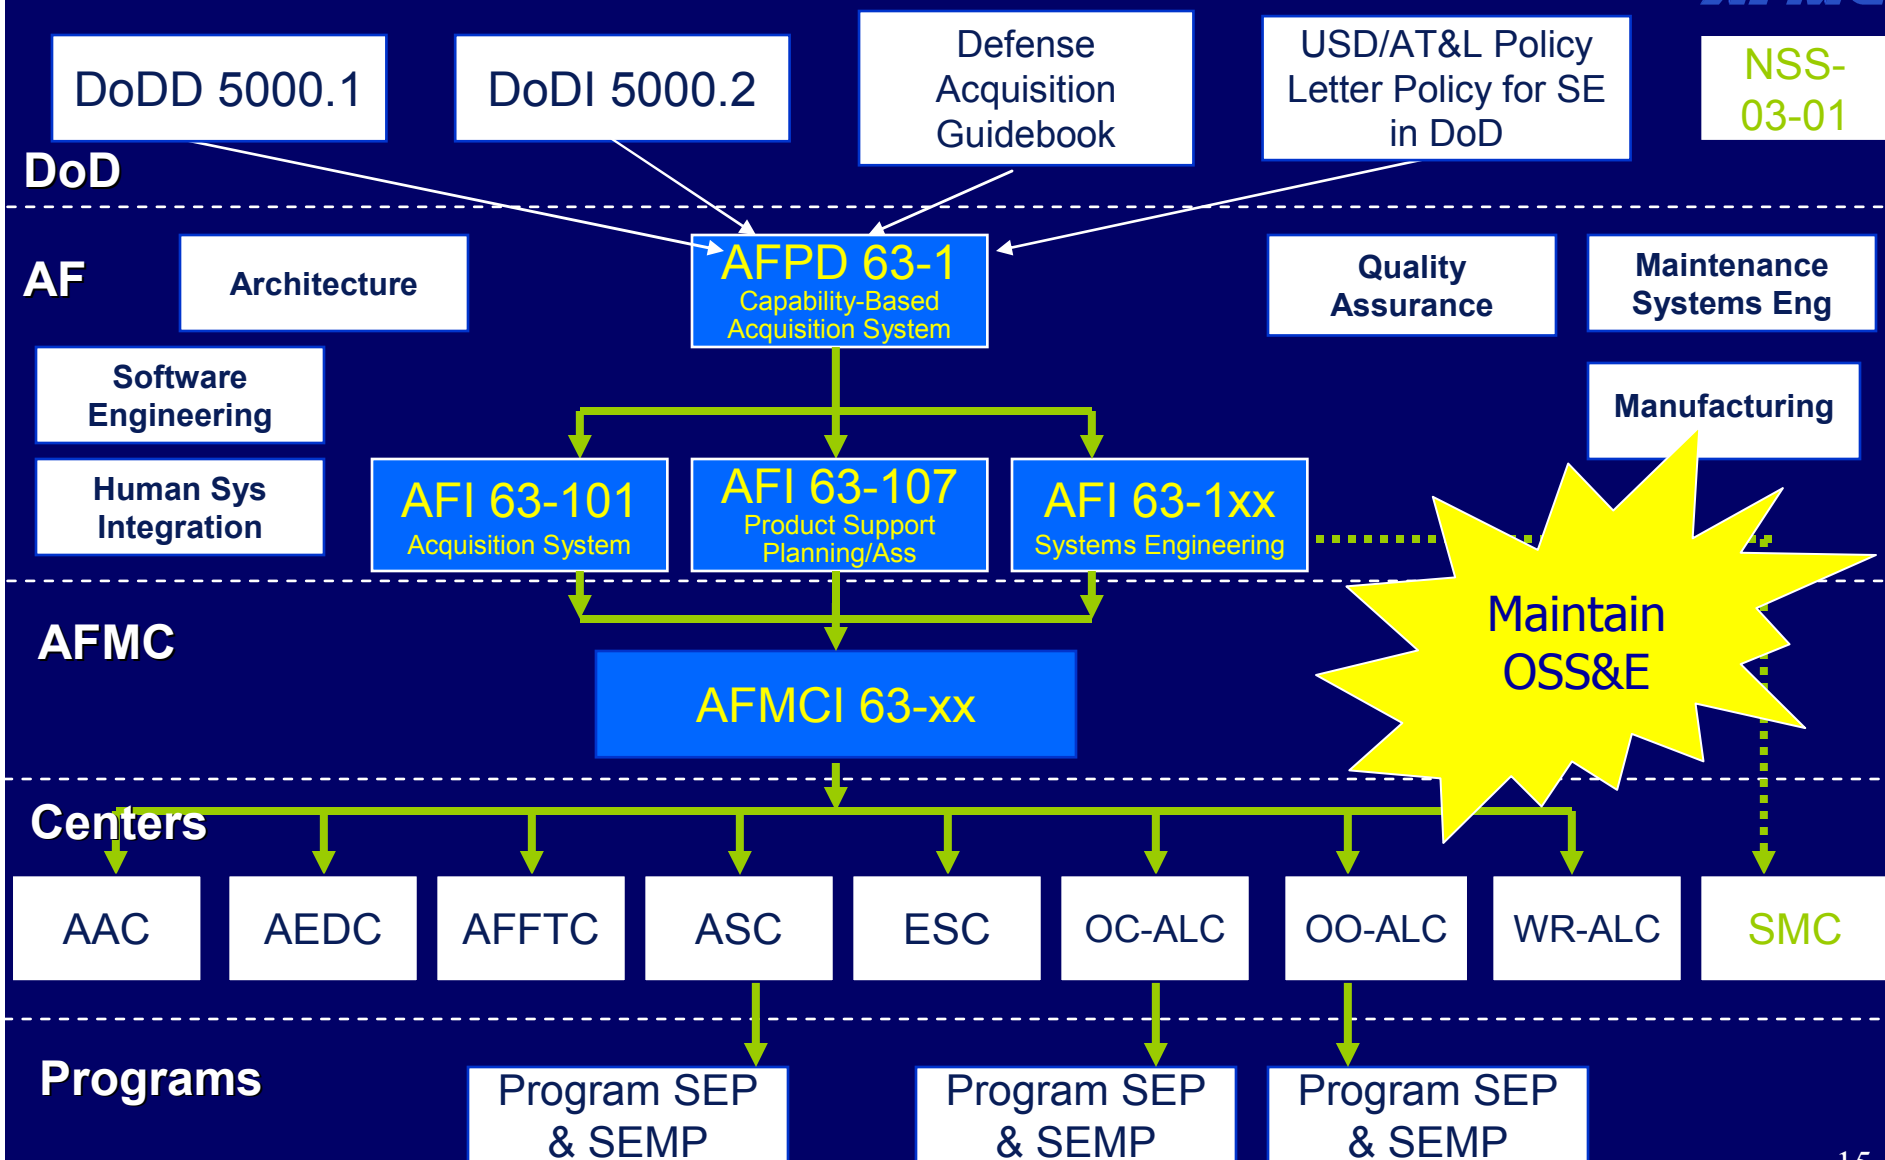 DoDD 5000.1
DoDI 5000.2
Defense
Acquisition
Guidebook
USD/AT&L Policy
Letter Policy for SE
in DoD
NSS-
03-01
DoD
AF
Architecture
AFPD 63-1
Capability-Based
Acquisition System
Quality
Assurance
Maintenance
Systems Eng
Software
Engineering
Manufacturing
Human Sys
Integration
AFI 63-101
Acquisition System
AFI 63-107
Product Support
Planning/Ass
AFI 63-1xx
Systems Engineering
Maintain
OSS&E
AFMC
AFMCI 63-xx
Centers
AAC
AEDC
AFFTC
ASC
ESC
OC-ALC
OO-ALC
WR-ALC
SMC
Programs
Program SEP
& SEMP
Program SEP
& SEMP
Program SEP
& SEMP